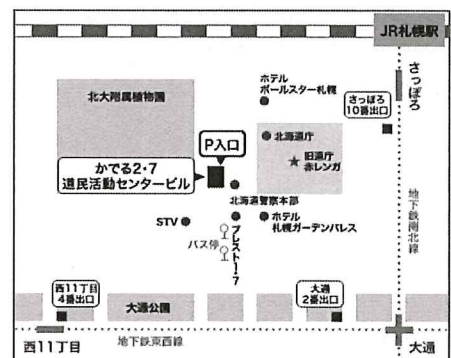 JR札幌駅
さっぽろ
ホテル
ポールスター札幌
さっぽろ
10番出口
北大附属植物園
P入口
北海道庁
旧道庁
赤レンガ
かでる2・7
道民活動センタービル
北海道警察本部
地下鉄南北線
STV
バス停
プレスト1・7
ホテル
札幌ガーデンパレス
西11丁目
4番出口
大通公園
大通
2番出口
西11丁目
地下鉄東西線
大通